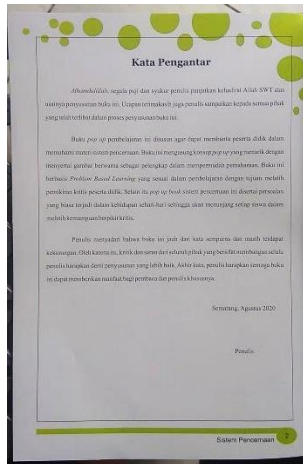 Kata Pengantar
Alhamdulilah, segala puji dan syukur penulis panjatkan kehadirat Allah SWT dan
usainya penyusunan buku ini. Ucapan terimakasih juga penulis sampaikan kepada semua pihak
yang telah terlibat dalam proses penyusunan buku ini.
Buku pop up pembelajaran ini disusun agar dapat membantu peserta didik dalam
memahami materi sistem pencernaan. Buku ini mengusung konsep pop up yang menarik dengan
menyertai gambar berwarna sebagai pelengkap dalam mempermudah pemahaman. Buku ini
berbasis Problem Based Learning yang sesuai dalam pembelajaran dengan tujuan melatih
pemikiran kritis peserta didik. Selain itu pop up book sistem pencernaan ini disertai persoalan
yang biasa terjadi dalam kehidupan sehari-hari sehingga akan menunjang setiap siswa dalam
melatih kemampuan berpikir kritis.
Penulis menyadari bahwa buku ini jauh dari kata sempurna dan masih terdapat
kekurangan. Oleh karena itu, kritik dan saran dari seluruh pihak yang bersifat membangun selalu
penulis harapkan demi penyusunan yang lebih baik. Akhir kata, penulis harapkan semoga buku
ini dapat memberikan manfaat bagi pembaca dan penulis khususnya.
Semarang, Agustus 2020
Penulis
Sistem Pencernaan 2